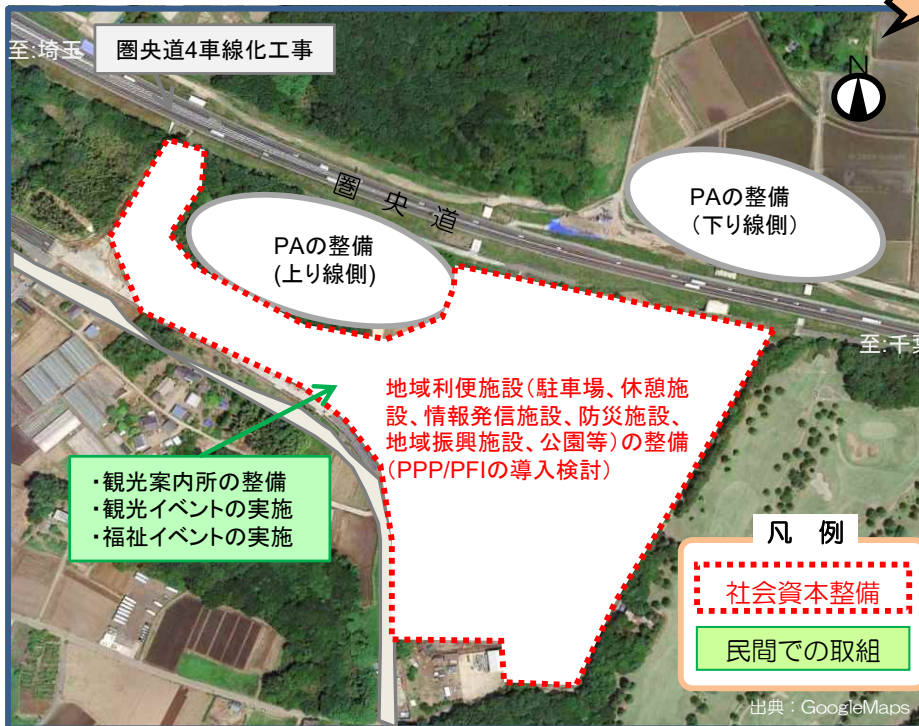 至:埼玉
圏央道4車線化工事
N
圏央道
PAの整備
(上り線側)
PAの整備
(下り線側)
至:千葉
地域利便施設(駐車場、休憩施
設、情報発信施設、防災施設、
地域振興施設、公園等)の整備
(PPP/PFIの導入検討)
・観光案内所の整備
・観光イベントの実施
・福祉イベントの実施
凡 例
社会資本整備
民間での取組
出典：GoogleMaps